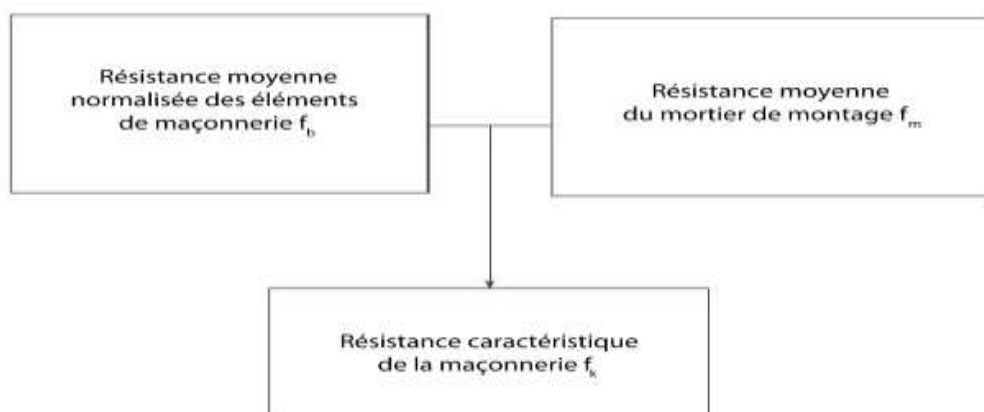 Résistance moyenne
normalisée des éléments
de maçonnerie f_b
Résistance moyenne
du mortier de montage f_m
Résistance caractéristique
de la maçonnerie f_k